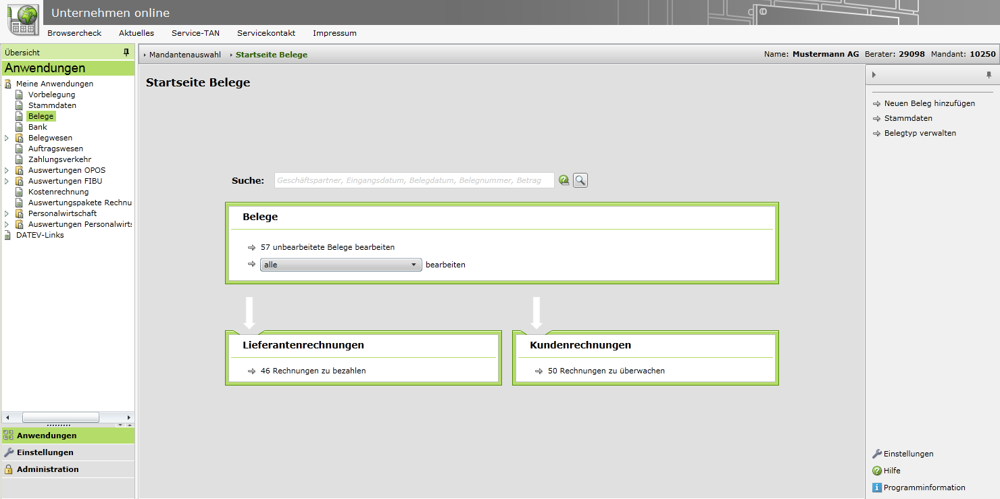 Unternehmen online
Browsercheck Aktuelles Service-TAN Servicekontakt Impressum
Übersicht
Anwendungen
Meine Anwendungen
Vorbelegung
Stammdaten
Belege
Bank
Belegwesen
Auftragswesen
Zahlungsverkehr
Auswertungen OPOS
Auswertungen FIBU
Kostenrechnung
Auswertungspakete Rechnu
Personalwirtschaft
Auswertungen Personalwirts
DATEV-Links
Anwendungen
Einstellungen
Administration
Mandantenauswahl Startseite Belege
Name: Mustermann AG Berater: 29098 Mandant: 10250
Startseite Belege
Suche: Geschäftspartner, Eingangsdatum, Belegdatum, Belegnummer, Betrag
Belege
57 unbearbeitete Belege bearbeiten
alle bearbeiten
Lieferantenrechnungen
46 Rechnungen zu bezahlen
Kundenrechnungen
50 Rechnungen zu überwachen
Neuen Beleg hinzufügen
Stammdaten
Belegtyp verwalten
Einstellungen
Hilfe
Programminformation